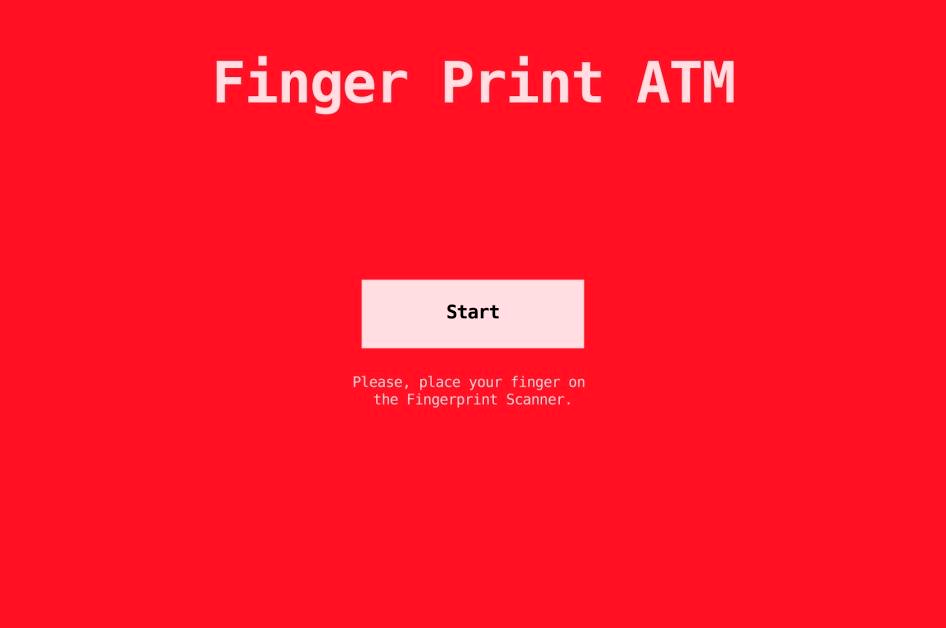 Finger Print ATM
Start
Please, place your finger on
the Fingerprint Scanner.